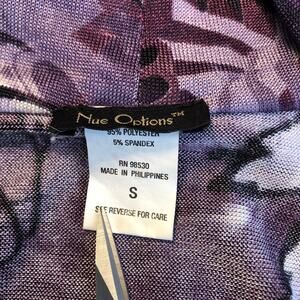 Nue Options™
95% POLYESTER
5% SPANDEX
RN 98530
MADE IN PHILIPPINES
S
SEE REVERSE FOR CARE